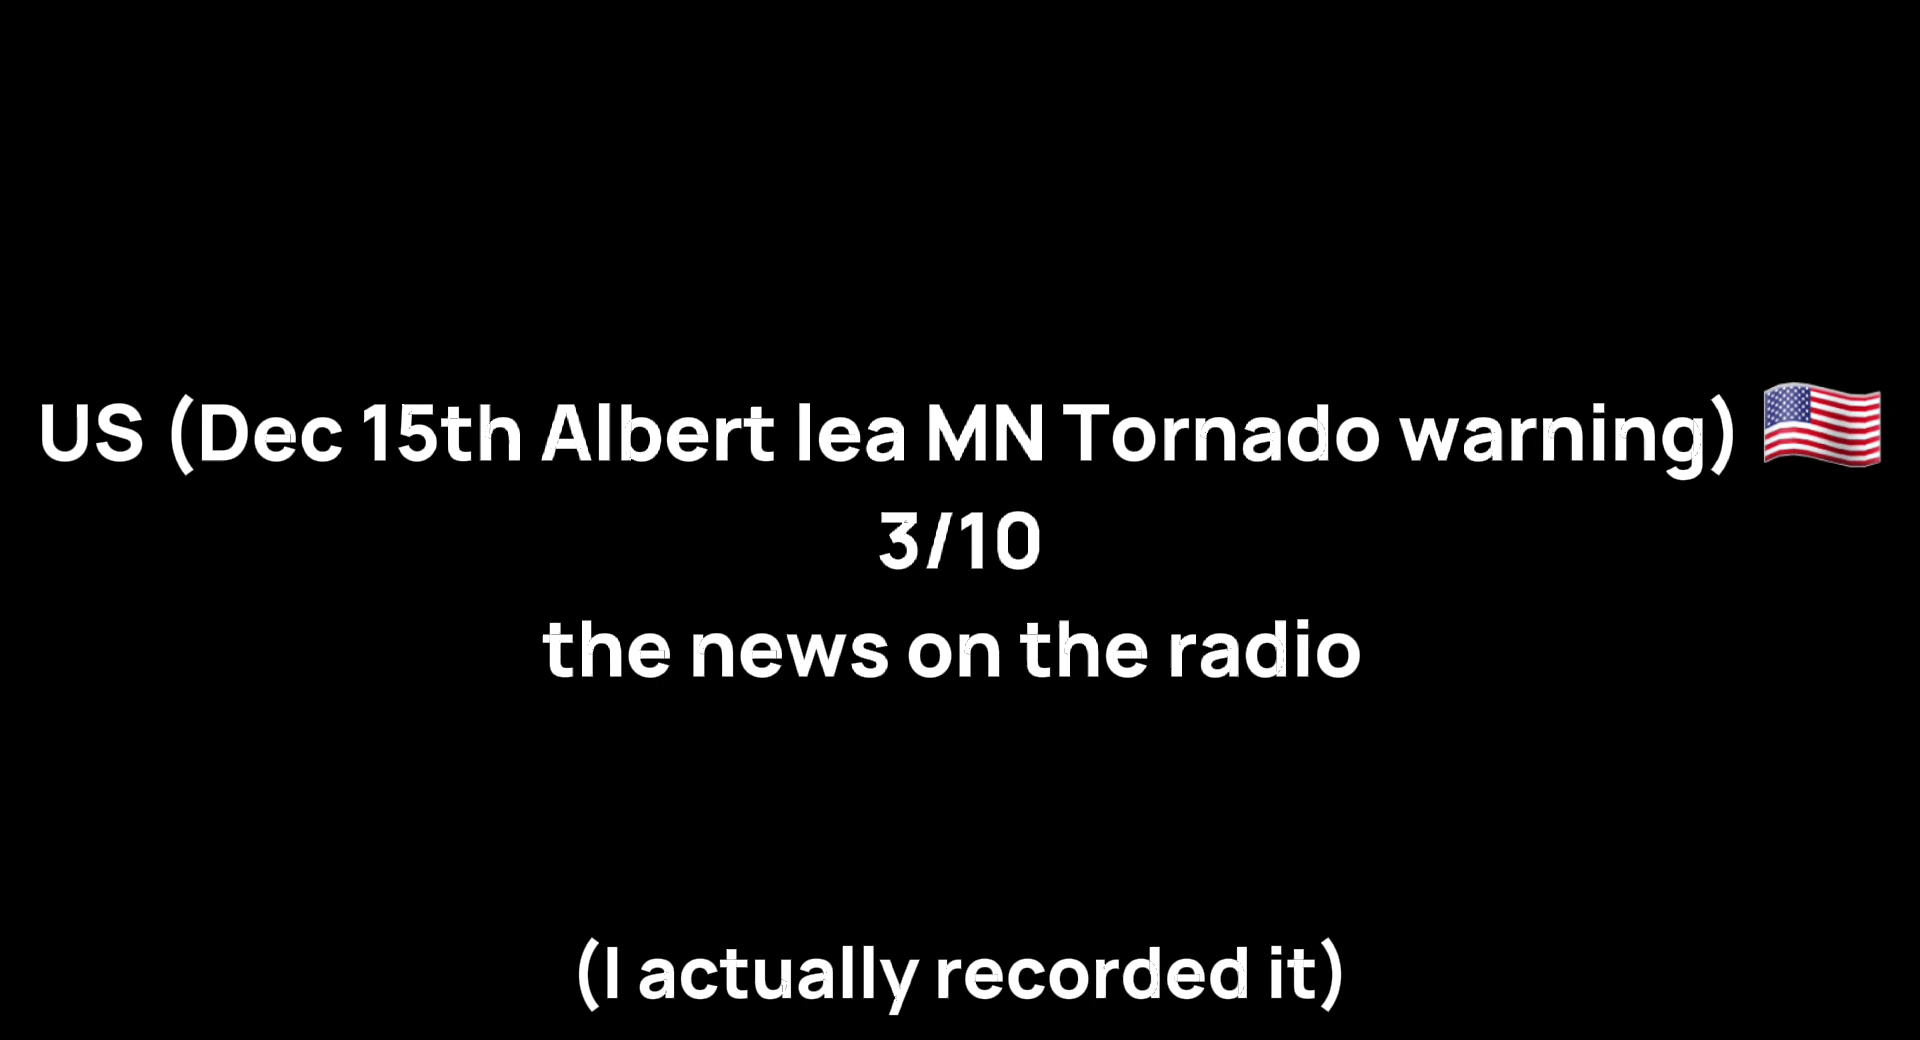 US (Dec 15th Albert lea MN Tornado warning) 🇺🇸
3/10
the news on the radio
(I actually recorded it)